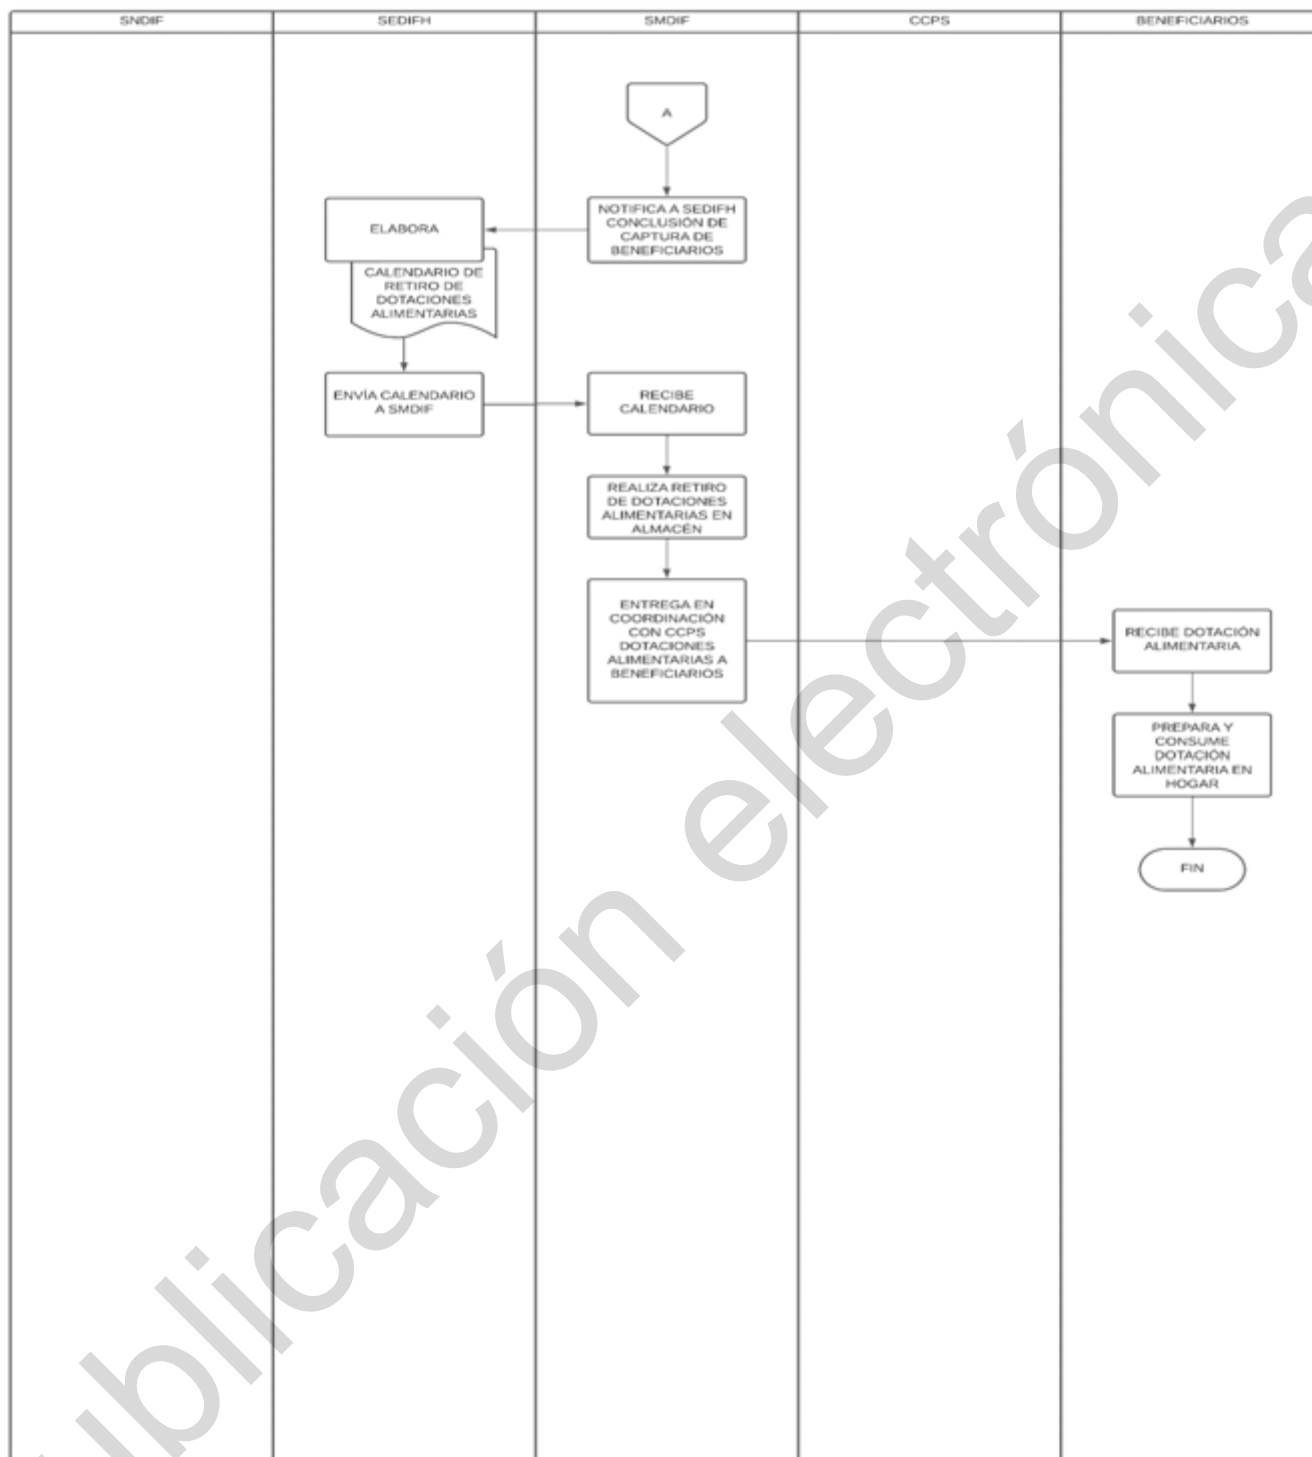 SNDIF
SEDIFH
SMDIF
CCPS
BENEFICIARIOS
A
NOTIFICA A SEDIFH
CONCLUSIÓN DE
CAPTURA DE
BENEFICIARIOS
ELABORA
CALENDARIO DE
RETIRO DE
DOTACIONES
ALIMENTARIAS
ENVÍA CALENDARIO
A SMDIF
RECIBE
CALENDARIO
REALIZA RETIRO
DE DOTACIONES
ALIMENTARIAS EN
ALMACÉN
ENTREGA EN
COORDINACIÓN
CON CCPS
DOTACIONES
ALIMENTARIAS A
BENEFICIARIOS
RECIBE DOTACIÓN
ALIMENTARIA
PREPARA Y
CONSUME
DOTACIÓN
ALIMENTARIA EN
HOGAR
FIN
ublicación electrónica